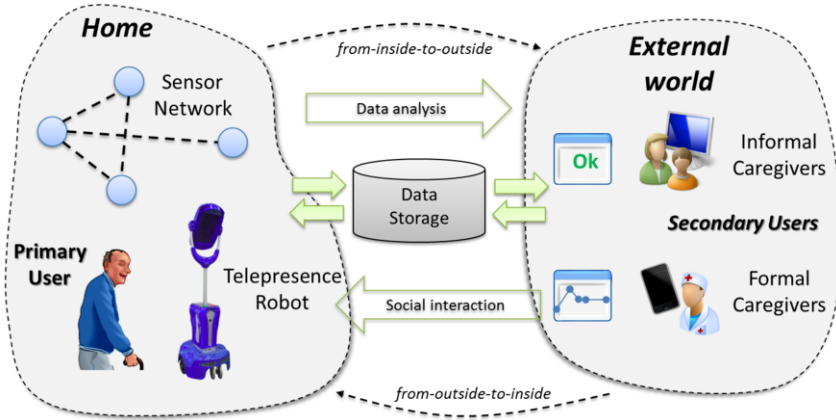 Home
from-inside-to-outside
External
world
Sensor
Network
Data analysis
Ok
Informal
Caregivers
Data
Storage
Secondary Users
Primary
User
Telepresence
Robot
Social interaction
Formal
Caregivers
from-outside-to-inside